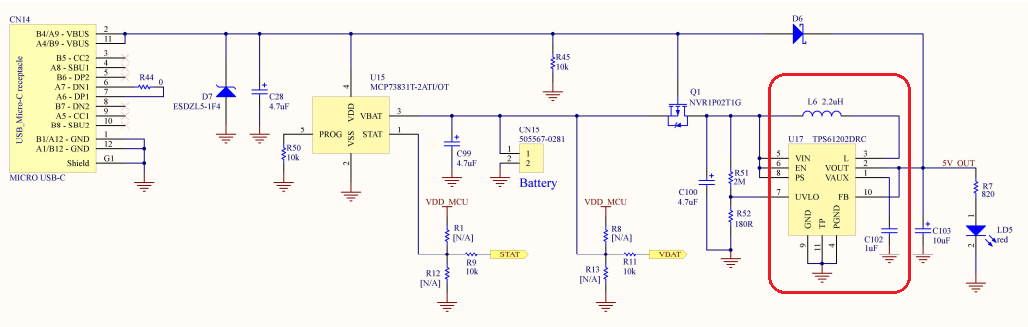 CN14
B4/A9 - VBUS 2
A4/B9 - VBUS 11
B5 - CC2 3
A8 - SBU1 4
B6 - DP2 5
A7 - DN1 6
A6 - DP1 7
B7 - DN2 8
A5 - CC1 9
B8 - SBU2 10
B1/A12 - GND 1
A1/B12 - GND 12
Shield G1
USB_Micro-C receptacle
MICRO USB-C
R44 0
D7
ESDZL5-1F4
C28
4.7uF
U15
MCP73831T-2ATI/OT
4
VDD
VBAT 3
STAT 1
5 PROG
VSS
2
R50
10k
C99
4.7uF
CN15
505567-0281
1 1
2 2
Battery
R45
10k
Q1
NVR1P02T1G
D6
VDD_MCU
R1
[N/A]
R9
10k
STAT
R12
[N/A]
VDD_MCU
R8
[N/A]
R11
10k
VBAT
R13
[N/A]
C100
4.7uF
R51
2M
R52
180R
L6 2.2uH
U17 TPS61202DRC
5 VIN
6 EN
8 PS
7 UVLO
L 3
VOUT 2
VAUX 1
FB 10
GND
TP
PGND
9
11
4
C102
1uF
C103
10uF
5V_OUT
R7
820
1
LD5
red
2